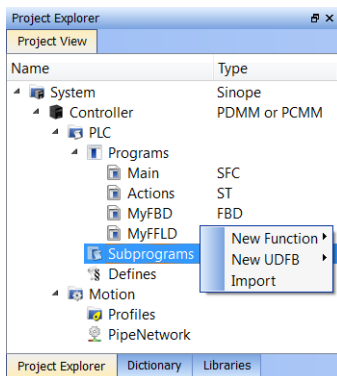 Project Explorer
Project View
Name Type
System Sinope
Controller PDMM or PCMM
PLC
Programs
Main SFC
Actions ST
MyFBD FBD
MyFFLD
New Function
Subprograms
New UDFB
Defines
Import
Motion
Profiles
PipeNetwork
Project Explorer Dictionary Libraries